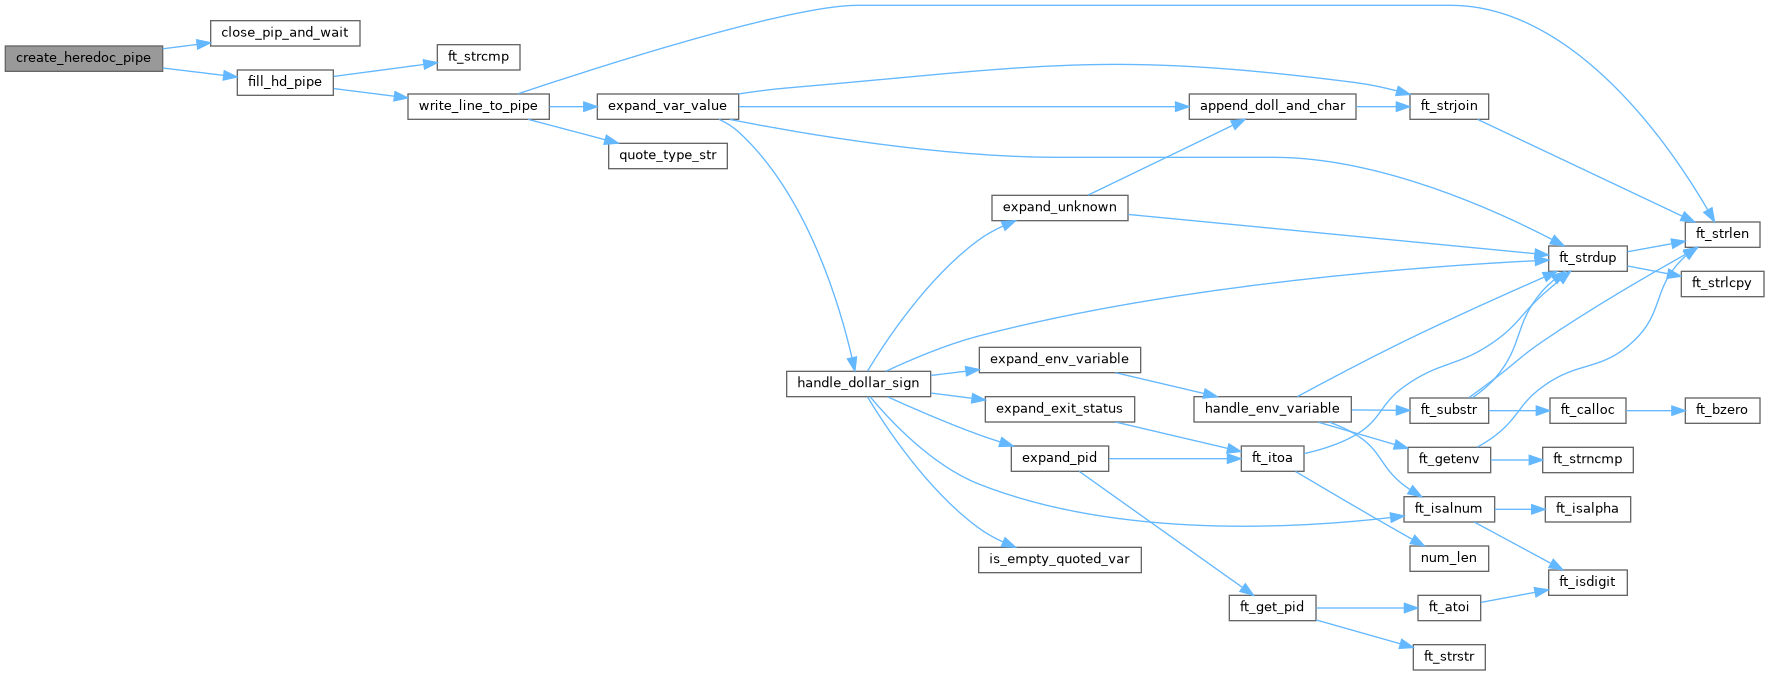 create_heredoc_pipe
close_pip_and_wait
fill_hd_pipe
ft_strcmp
write_line_to_pipe
expand_var_value
quote_type_str
append_doll_and_char
ft_strjoin
expand_unknown
ft_strdup
ft_strlen
ft_strlcpy
handle_dollar_sign
expand_env_variable
expand_exit_status
expand_pid
is_empty_quoted_var
handle_env_variable
ft_itoa
ft_get_pid
ft_substr
ft_getenv
ft_isalnum
num_len
ft_atoi
ft_strstr
ft_calloc
ft_strncmp
ft_isalpha
ft_isdigit
ft_bzero